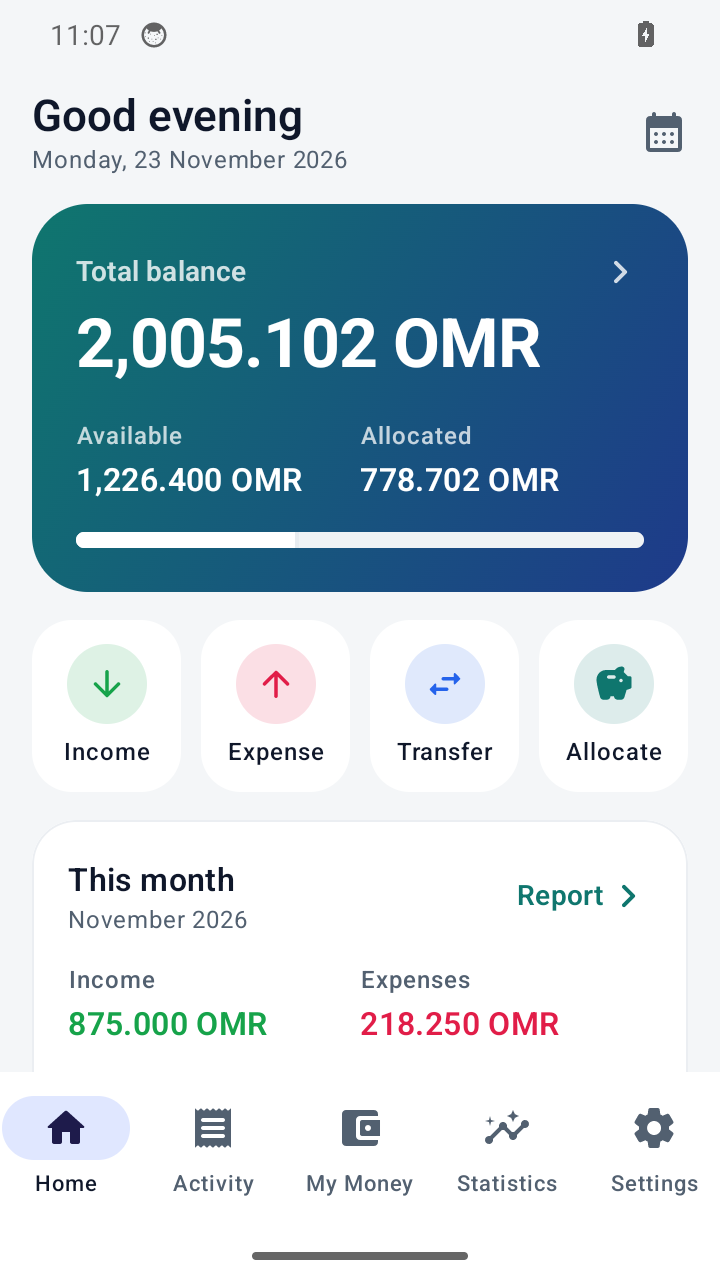 11:07
Good evening
Monday, 23 November 2026
Total balance
2,005.102 OMR
Available Allocated
1,226.400 OMR 778.702 OMR
Income Expense Transfer Allocate
This month
Report
November 2026
Income Expenses
875.000 OMR 218.250 OMR
Home Activity My Money Statistics Settings